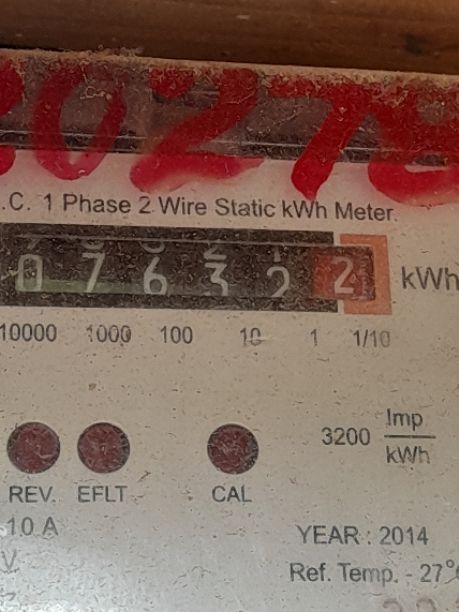 .C. 1 Phase 2 Wire Static kWh Meter.
0 7 6 3 2 2 kWh
10000 1000 100 10 1 1/10
3200 Imp/kWh
REV. EFLT CAL
10 A
YEAR : 2014
V
Ref. Temp. - 27°